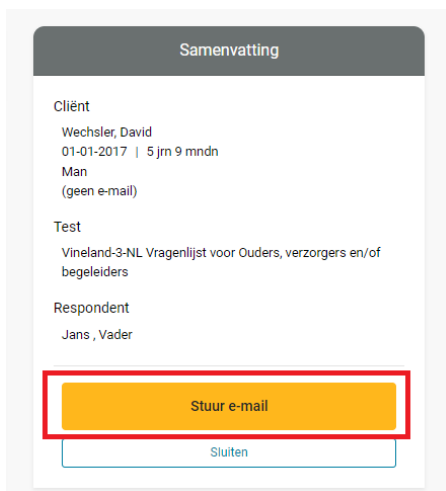 Samenvatting
Cliënt
Wechsler, David
01-01-2017 | 5 jrn 9 mndn
Man
(geen e-mail)
Test
Vineland-3-NL Vragenlijst voor Ouders, verzorgers en/of
begeleiders
Respondent
Jans , Vader
Stuur e-mail
Sluiten